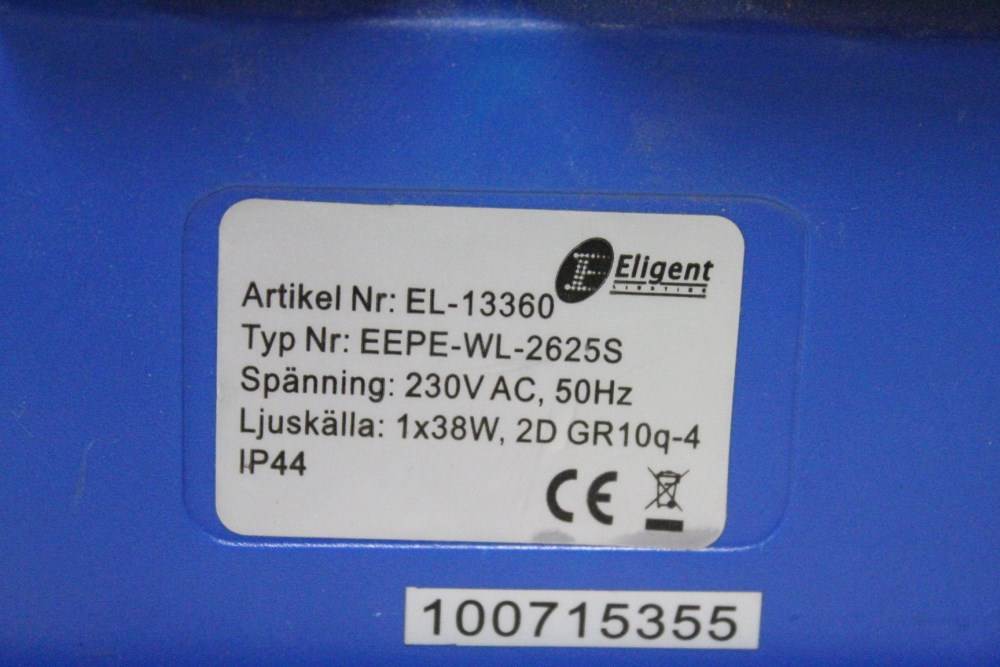 Eligent
LIGHTING
Artikel Nr: EL-13360
Typ Nr: EEPE-WL-2625S
Spänning: 230V AC, 50Hz
Ljuskälla: 1x38W, 2D GR10q-4
IP44
CE
100715355